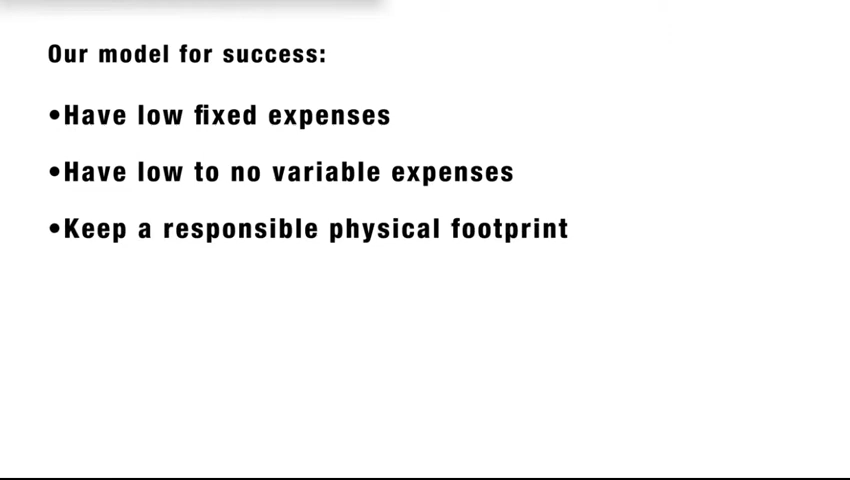 Our model for success:
•Have low fixed expenses
•Have low to no variable expenses
•Keep a responsible physical footprint